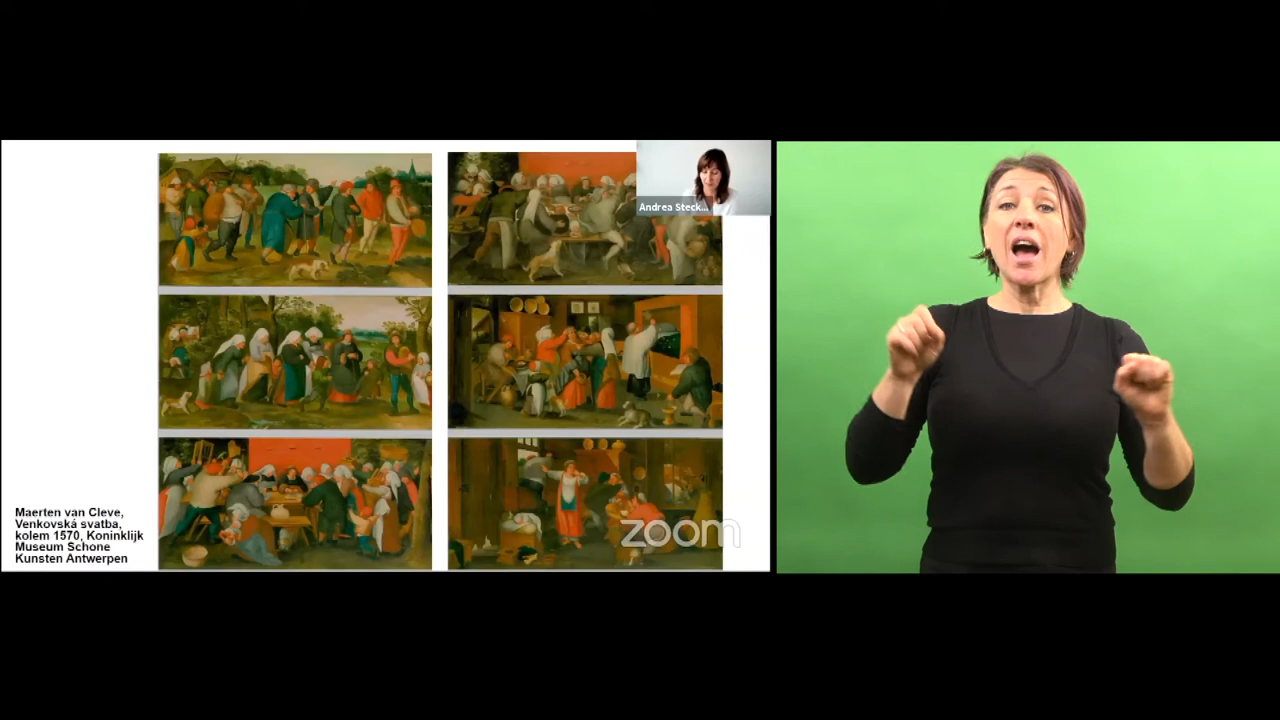 Andrea Steck...
Maerten van Cleve,
Venkovská svatba,
kolem 1570, Koninklijk
Museum Schone
Kunsten Antwerpen
zoom